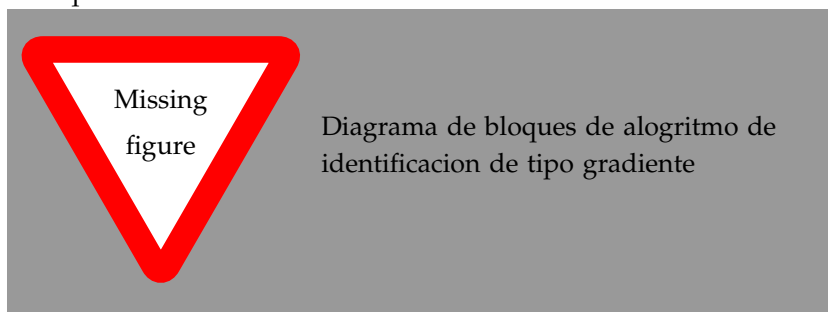 Missing
figure
Diagrama de bloques de alogritmo de
identificacion de tipo gradiente